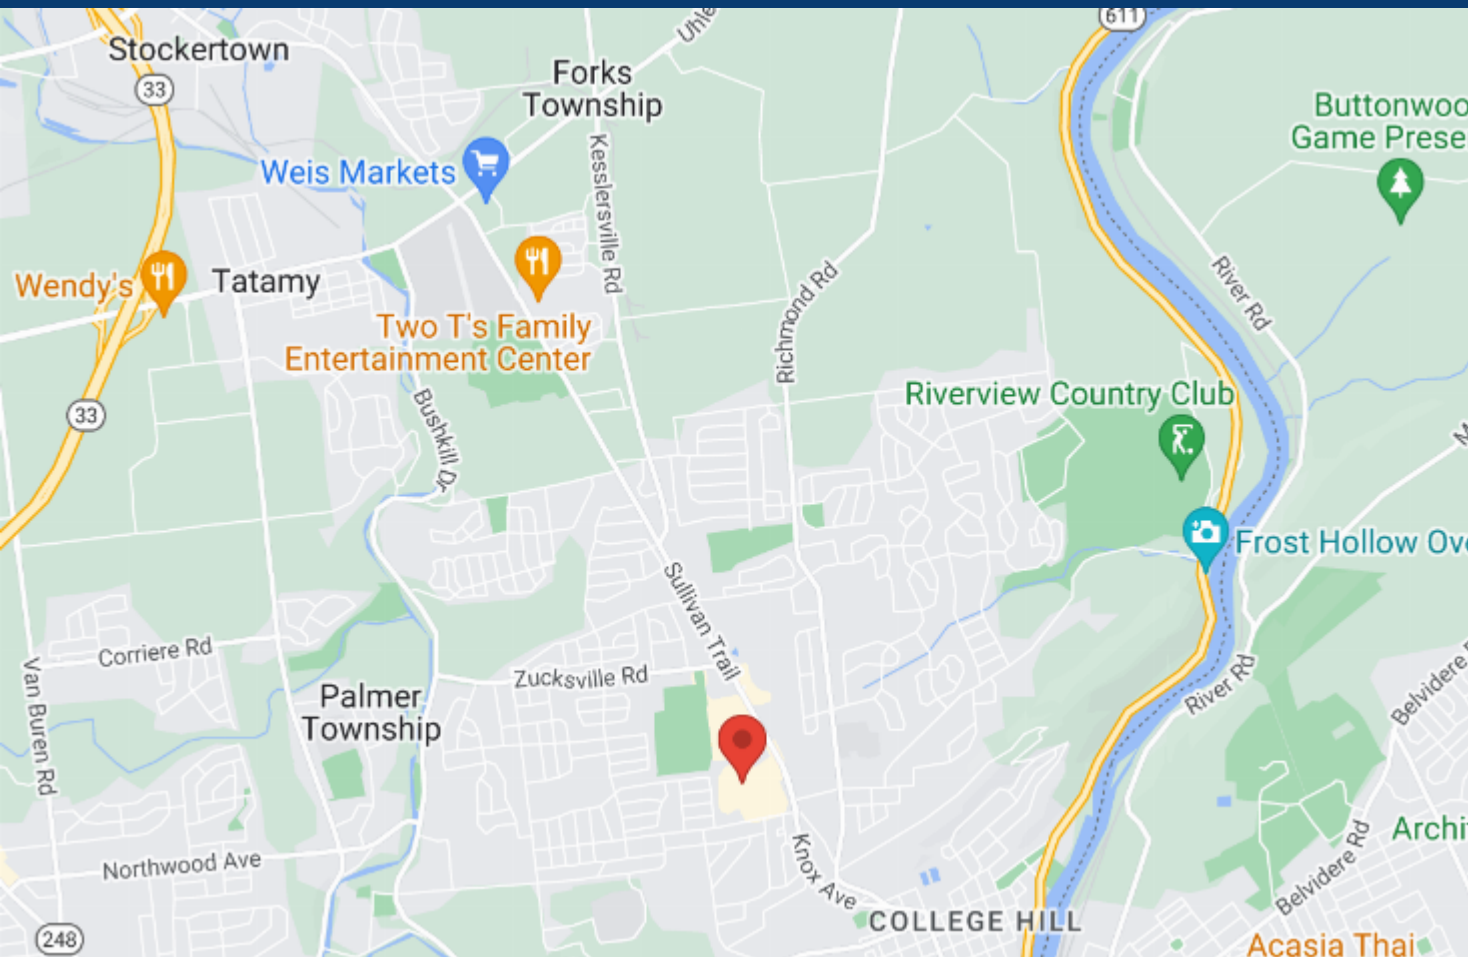 611
Stockertown
Uhle
33
Forks
Township
Buttonwoo
Game Prese
Kesslersville Rd
Weis Markets
Wendy's
Tatamy
River Rd
Richmond Rd
Two T's Family
Entertainment Center
33
Riverview Country Club
Bushkill Dr
M
Frost Hollow Ove
Sullivan Trail
Corriere Rd
Zucksville Rd
Van Buren Rd
Palmer
Township
River Rd
Belvidere R
Archi
Northwood Ave
Knox Ave
Belvidere Rd
COLLEGE HILL
248
Acasia Thai